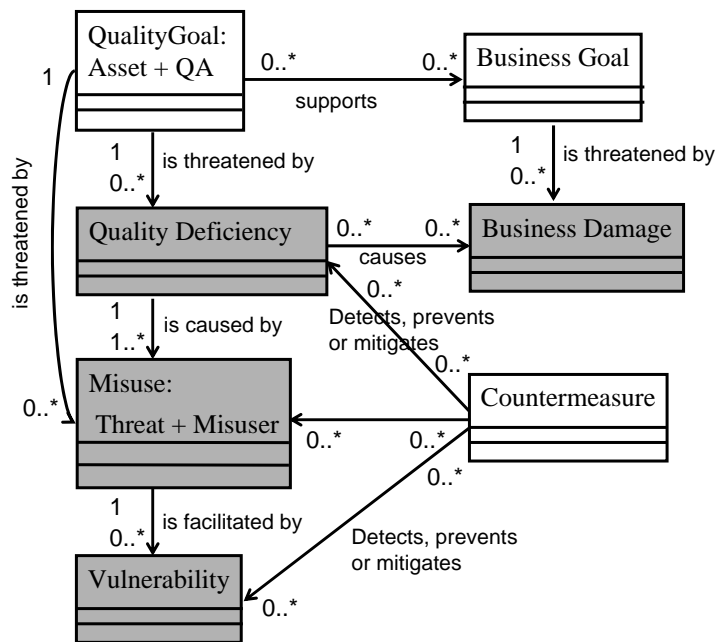 QualityGoal:
Asset + QA
1
0..*
0..*
supports
Business Goal
1
is threatened by
0..*
1
is threatened by
0..*
is threatened by
Quality Deficiency
0..*
0..*
causes
Business Damage
0..*
Detects, prevents
or mitigates
0..*
1
is caused by
1..*
Misuse:
Threat + Misuser
0..*
Countermeasure
0..*
0..*
0..*
1
is facilitated by
0..*
Detects, prevents
or mitigates
Vulnerability
0..*